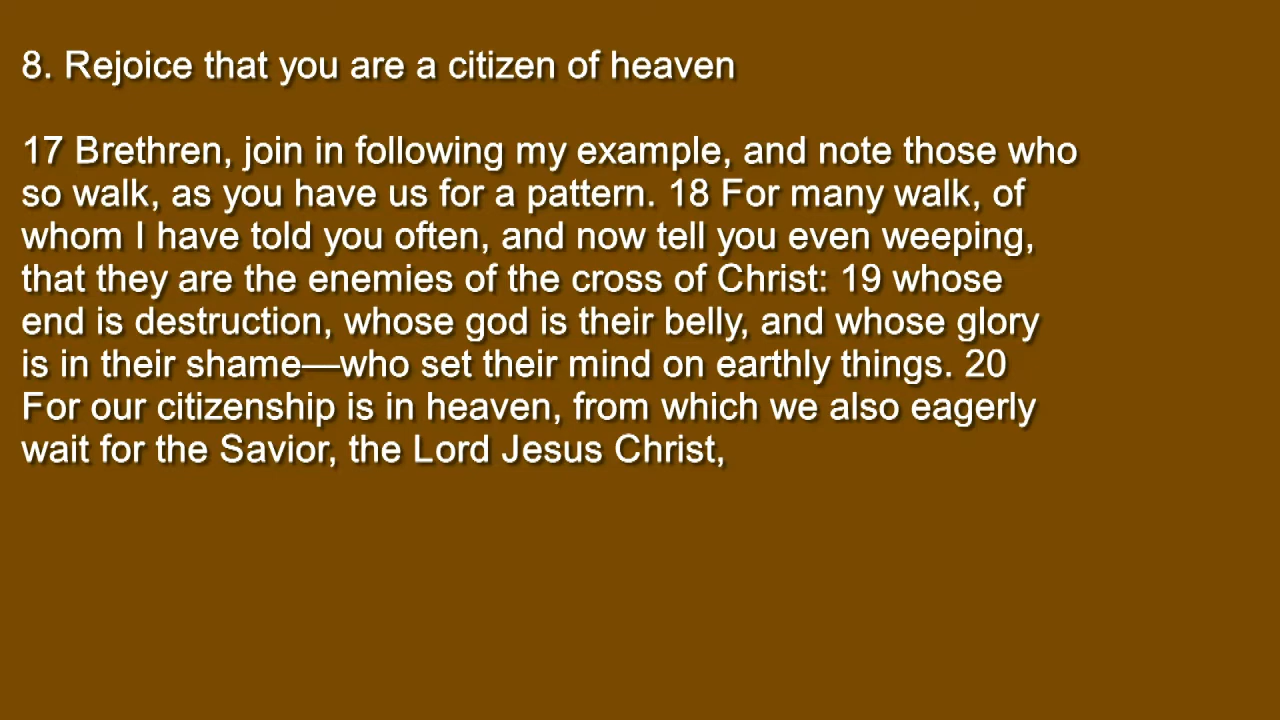 8. Rejoice that you are a citizen of heaven
17 Brethren, join in following my example, and note those who
so walk, as you have us for a pattern. 18 For many walk, of
whom I have told you often, and now tell you even weeping,
that they are the enemies of the cross of Christ: 19 whose
end is destruction, whose god is their belly, and whose glory
is in their shame—who set their mind on earthly things. 20
For our citizenship is in heaven, from which we also eagerly
wait for the Savior, the Lord Jesus Christ,